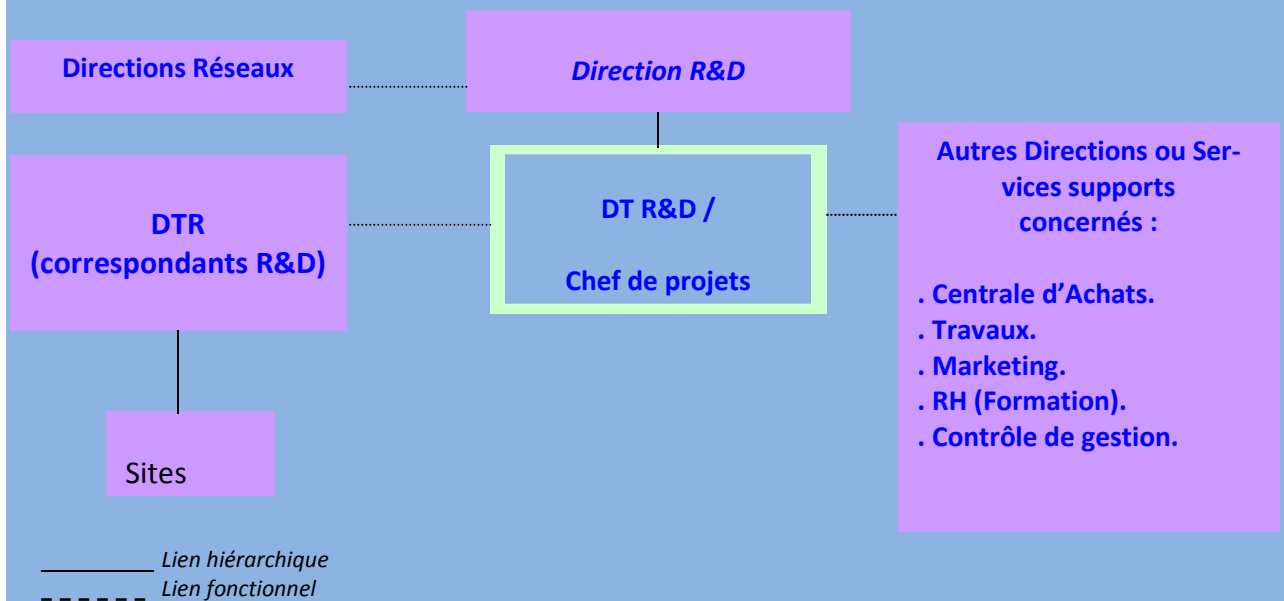 Directions Réseaux
Direction R&D
DTR
(correspondants R&D)
DT R&D /
Chef de projets
Autres Directions ou Ser-
vices supports
concernés :
. Centrale d’Achats.
. Travaux.
. Marketing.
. RH (Formation).
. Contrôle de gestion.
Sites
Lien hiérarchique
Lien fonctionnel